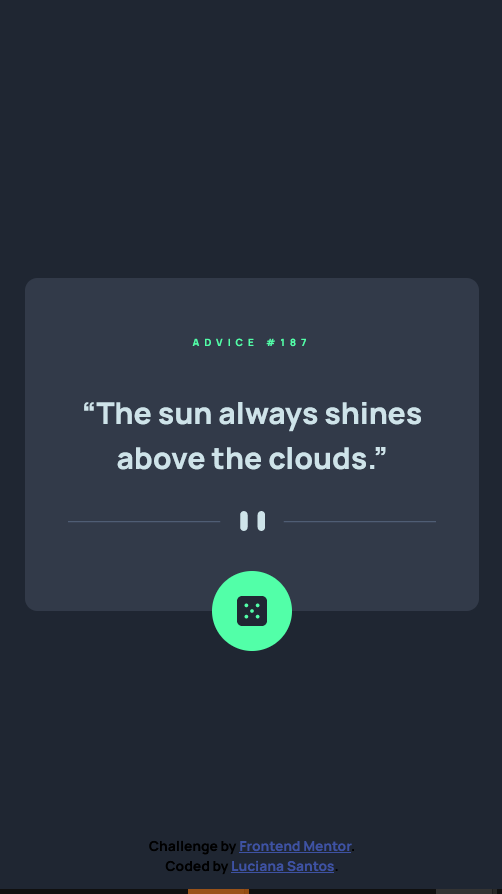 ADVICE #187
“The sun always shines
above the clouds.”
Challenge by Frontend Mentor.
Coded by Luciana Santos.